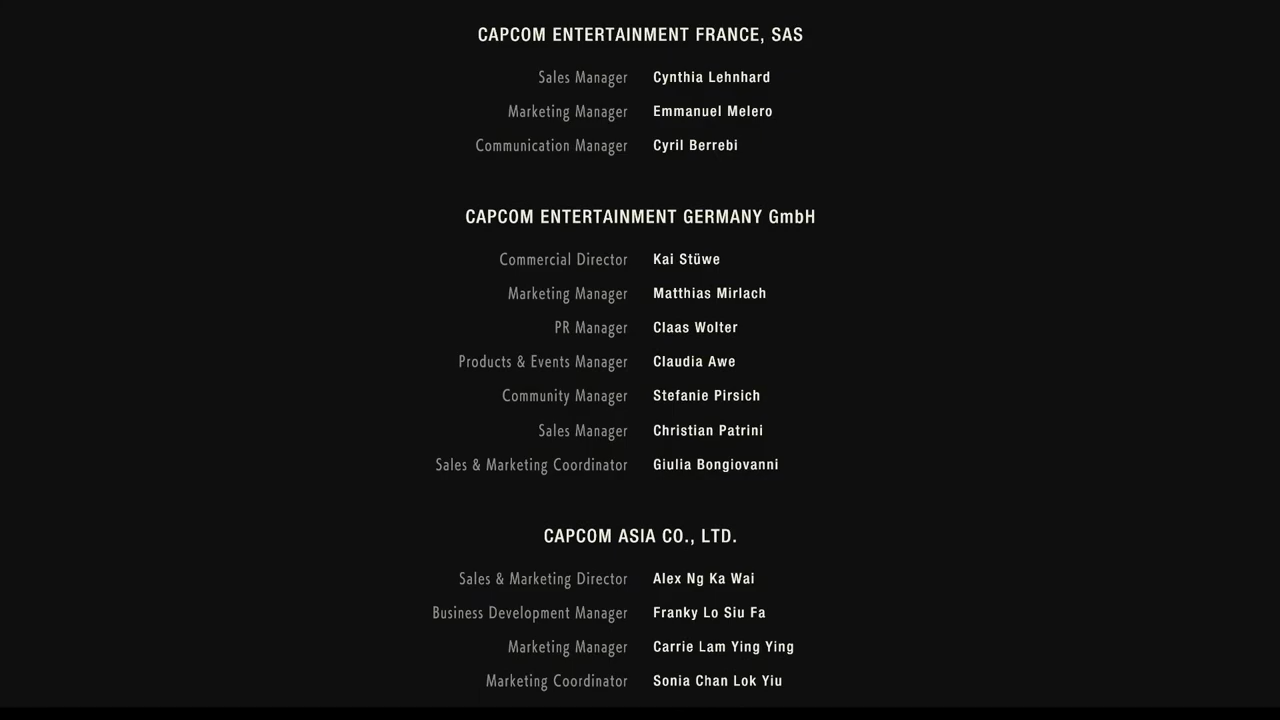 CAPCOM ENTERTAINMENT FRANCE, SAS
Sales Manager Cynthia Lehnhard
Marketing Manager Emmanuel Melero
Communication Manager Cyril Berrebi
CAPCOM ENTERTAINMENT GERMANY GmbH
Commercial Director Kai Stüwe
Marketing Manager Matthias Mirlach
PR Manager Claas Wolter
Products & Events Manager Claudia Awe
Community Manager Stefanie Pirsich
Sales Manager Christian Patrini
Sales & Marketing Coordinator Giulia Bongiovanni
CAPCOM ASIA CO., LTD.
Sales & Marketing Director Alex Ng Ka Wai
Business Development Manager Franky Lo Siu Fa
Marketing Manager Carrie Lam Ying Ying
Marketing Coordinator Sonia Chan Lok Yiu